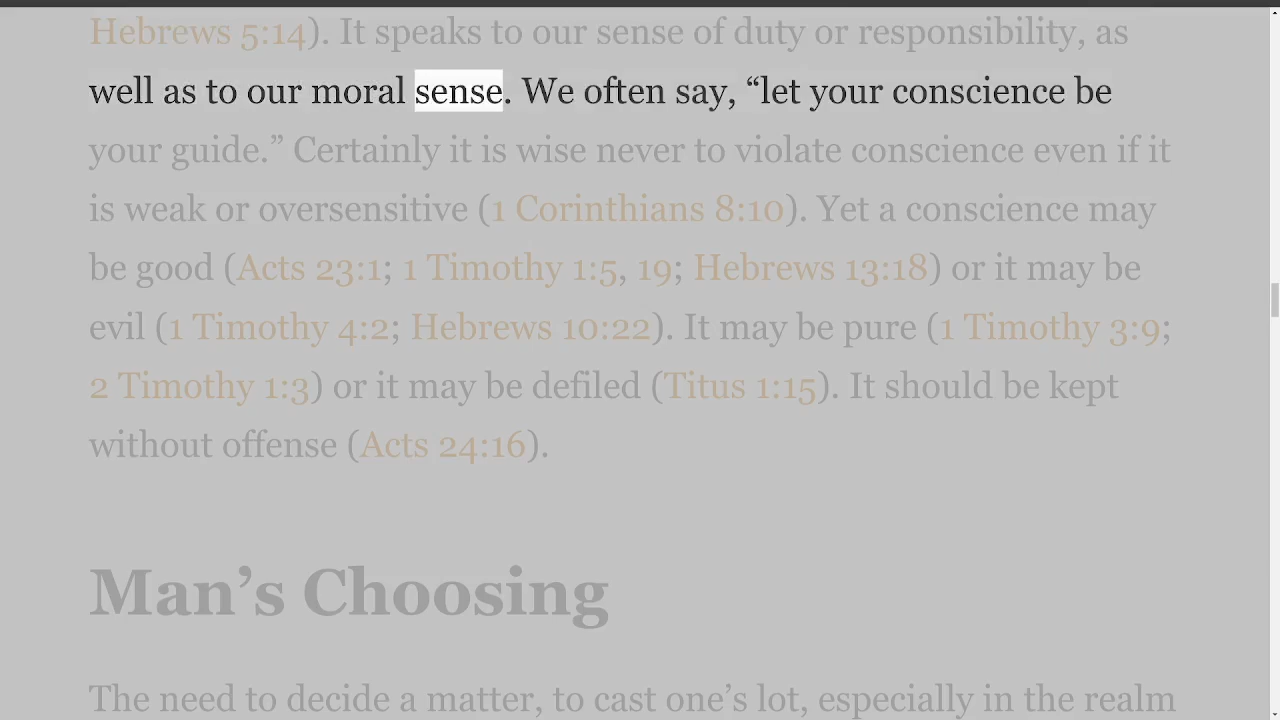 Hebrews 5:14). It speaks to our sense of duty or responsibility, as
well as to our moral sense. We often say, “let your conscience be
your guide.” Certainly it is wise never to violate conscience even if it
is weak or oversensitive (1 Corinthians 8:10). Yet a conscience may
be good (Acts 23:1; 1 Timothy 1:5, 19; Hebrews 13:18) or it may be
evil (1 Timothy 4:2; Hebrews 10:22). It may be pure (1 Timothy 3:9;
2 Timothy 1:3) or it may be defiled (Titus 1:15). It should be kept
without offense (Acts 24:16).
Man’s Choosing
The need to decide a matter, to cast one’s lot, especially in the realm